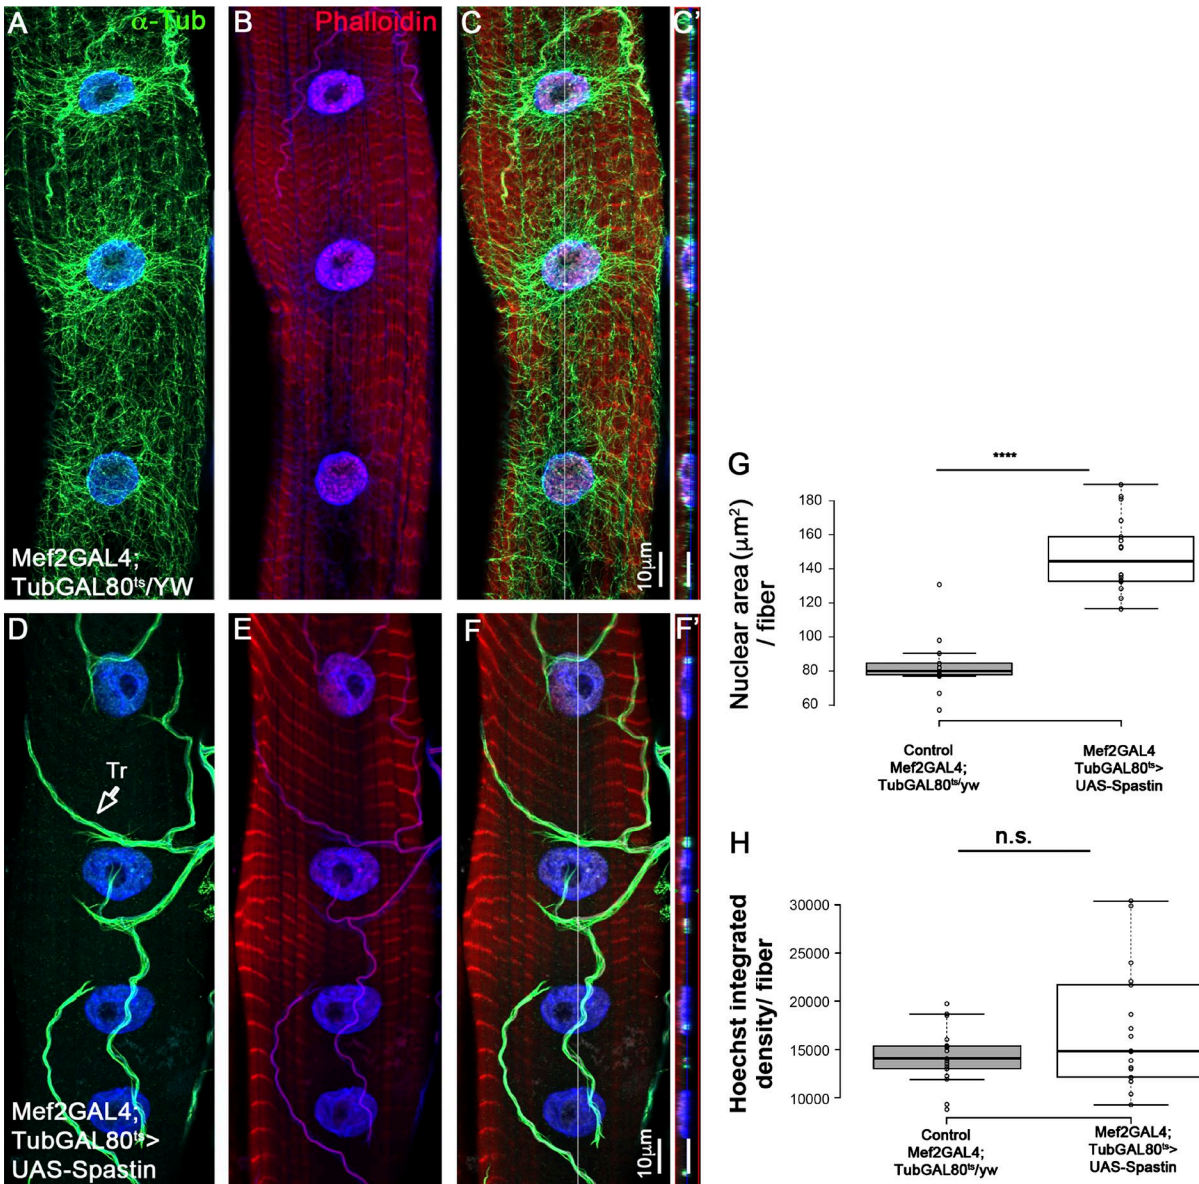 A α-Tub B Phalloidin C C'
10μm
Mef2GAL4;
TubGAL80ts/YW
D E F F'
Tr
10μm
Mef2GAL4;
TubGAL80ts>
UAS-Spastin
G
****
Nuclear area (μm2)
/ fiber
180
160
140
120
100
80
60
Control
Mef2GAL4;
TubGAL80ts/yw
Mef2GAL4
TubGAL80ts>
UAS-Spastin
H
n.s.
Hoechst integrated
density/ fiber
30000
25000
20000
15000
10000
Control
Mef2GAL4;
TubGAL80ts/yw
Mef2GAL4;
TubGAL80ts>
UAS-Spastin